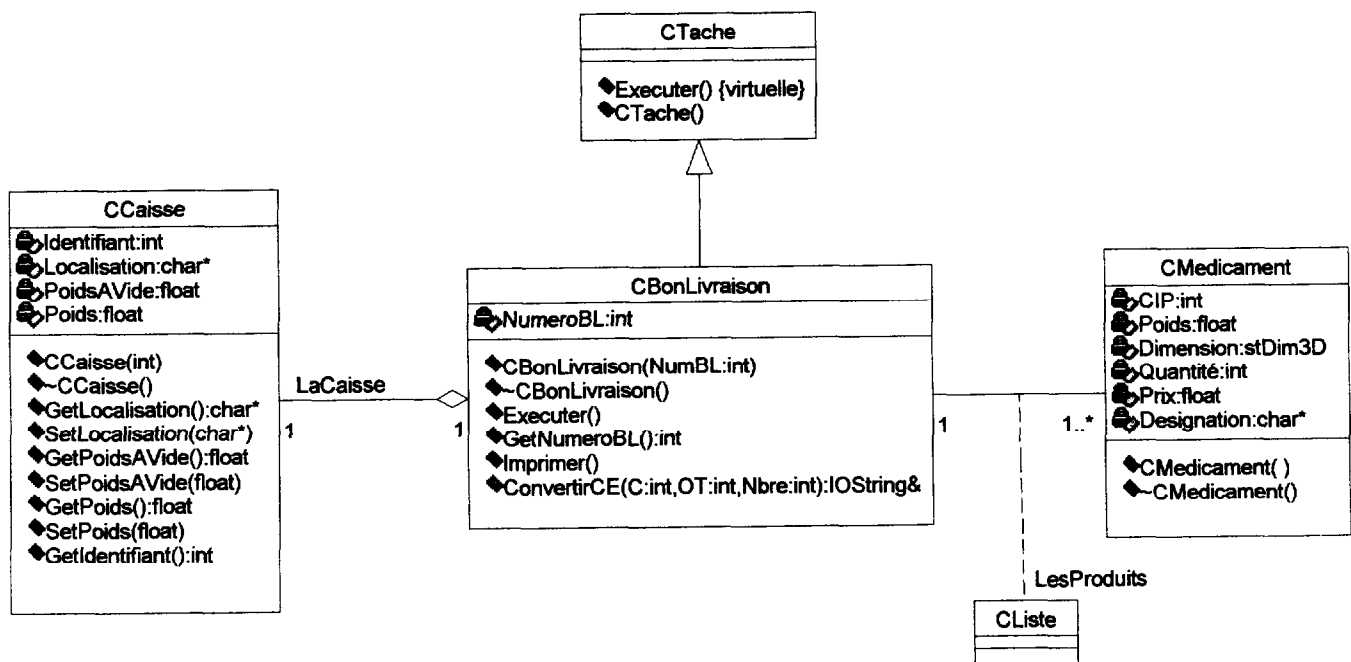 CTache
Executer() {virtuelle}
CTache()
CCaisse
Identifiant:int
Localisation:char*
PoidsAVide:float
Poids:float
CCaisse(int)
~CCaisse()
GetLocalisation():char*
SetLocalisation(char*)
GetPoidsAVide():float
SetPoidsAVide(float)
GetPoids():float
SetPoids(float)
GetIdentifiant():int
LaCaisse
1
1
CBonLivraison
NumeroBL:int
CBonLivraison(NumBL:int)
~CBonLivraison()
Executer()
GetNumeroBL():int
Imprimer()
ConvertirCE(C:int,OT:int,Nbre:int):IOString&
1
1..*
CMedicament
CIP:int
Poids:float
Dimension:stDim3D
Quantité:int
Prix:float
Designation:char*
CMedicament( )
~CMedicament()
LesProduits
CListe